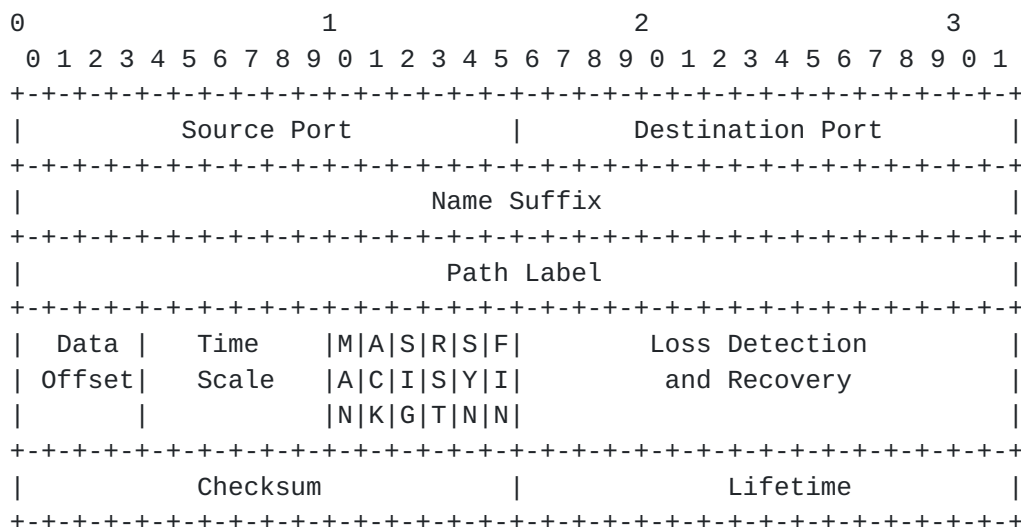 0                   1                   2                   3
 0 1 2 3 4 5 6 7 8 9 0 1 2 3 4 5 6 7 8 9 0 1 2 3 4 5 6 7 8 9 0 1
+-+-+-+-+-+-+-+-+-+-+-+-+-+-+-+-+-+-+-+-+-+-+-+-+-+-+-+-+-+-+-+-+
|          Source Port          |       Destination Port        |
+-+-+-+-+-+-+-+-+-+-+-+-+-+-+-+-+-+-+-+-+-+-+-+-+-+-+-+-+-+-+-+-+
|                          Name Suffix                          |
+-+-+-+-+-+-+-+-+-+-+-+-+-+-+-+-+-+-+-+-+-+-+-+-+-+-+-+-+-+-+-+-+
|                           Path Label                          |
+-+-+-+-+-+-+-+-+-+-+-+-+-+-+-+-+-+-+-+-+-+-+-+-+-+-+-+-+-+-+-+-+
|  Data |   Time    |M|A|S|R|S|F|        Loss Detection         |
| Offset|   Scale   |A|C|I|S|Y|I|         and Recovery          |
|       |           |N|K|G|T|N|N|                               |
+-+-+-+-+-+-+-+-+-+-+-+-+-+-+-+-+-+-+-+-+-+-+-+-+-+-+-+-+-+-+-+-+
|           Checksum            |             Lifetime          |
+-+-+-+-+-+-+-+-+-+-+-+-+-+-+-+-+-+-+-+-+-+-+-+-+-+-+-+-+-+-+-+-+